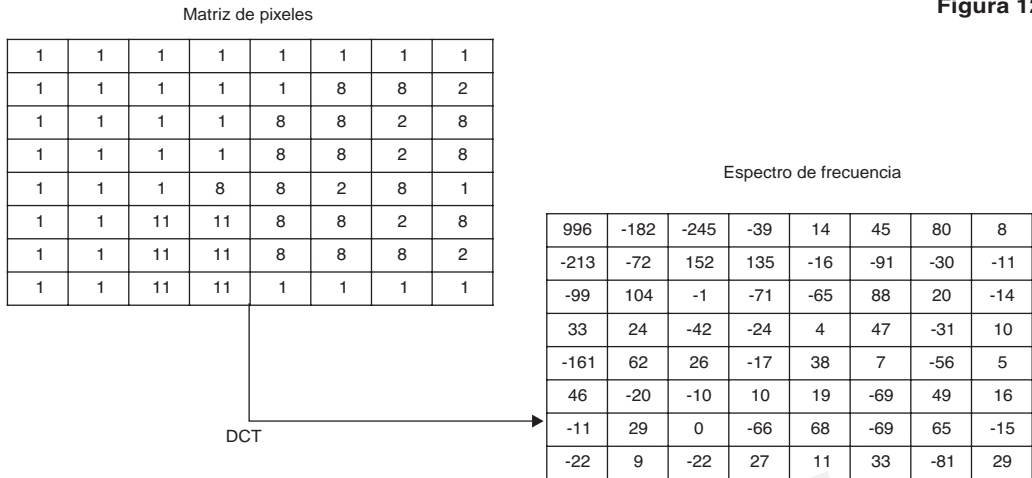 Figura 12
Matriz de pixeles
1 1 1 1 1 1 1 1
1 1 1 1 1 8 8 2
1 1 1 1 8 8 2 8
1 1 1 1 8 8 2 8
1 1 1 8 8 2 8 1
1 1 11 11 8 8 2 8
1 1 11 11 8 8 8 2
1 1 11 11 1 1 1 1
DCT
Espectro de frecuencia
996 -182 -245 -39 14 45 80 8
-213 -72 152 135 -16 -91 -30 -11
-99 104 -1 -71 -65 88 20 -14
33 24 -42 -24 4 47 -31 10
-161 62 26 -17 38 7 -56 5
46 -20 -10 10 19 -69 49 16
-11 29 0 -66 68 -69 65 -15
-22 9 -22 27 11 33 -81 29